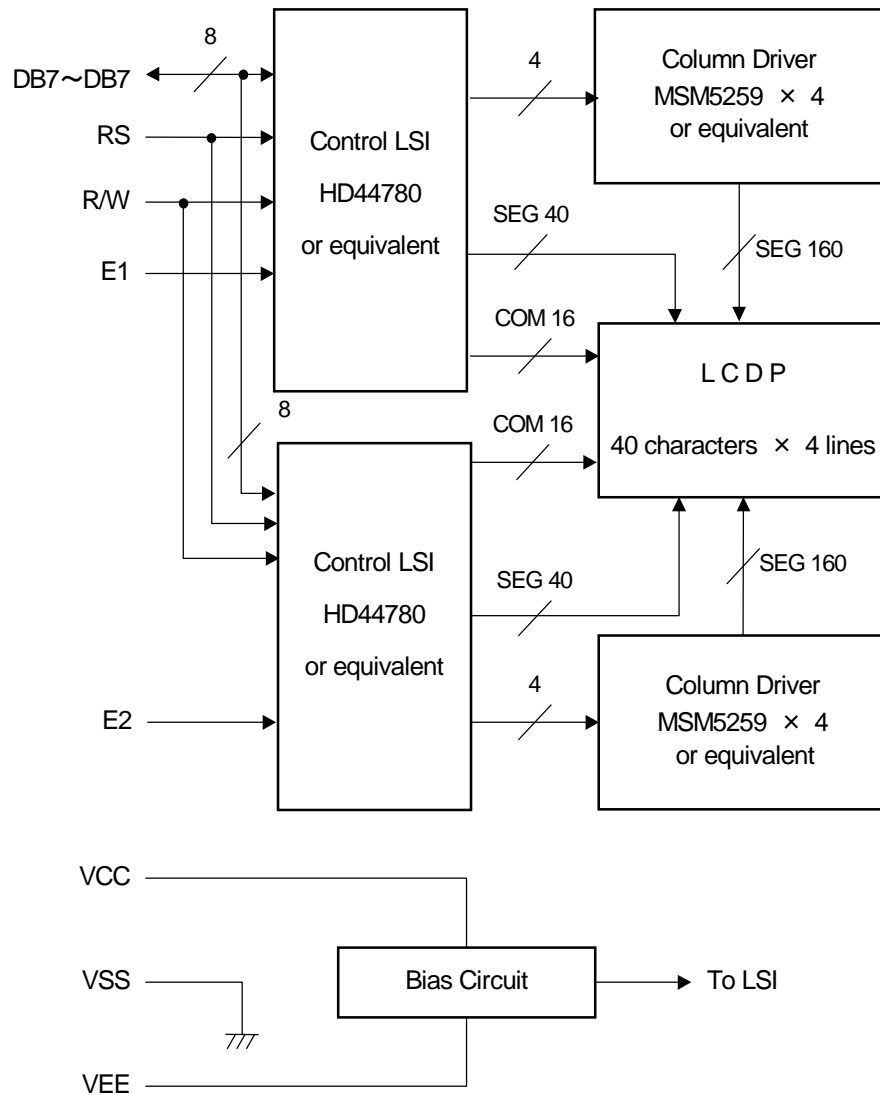 8
DB7～DB7
RS
R/W
E1
Control LSI
HD44780
or equivalent
4
Column Driver
MSM5259 × 4
or equivalent
SEG 40
SEG 160
COM 16
L C D P
40 characters × 4 lines
8
COM 16
Control LSI
HD44780
or equivalent
SEG 40
SEG 160
4
Column Driver
MSM5259 × 4
or equivalent
E2
VCC
VSS
Bias Circuit
To LSI
VEE